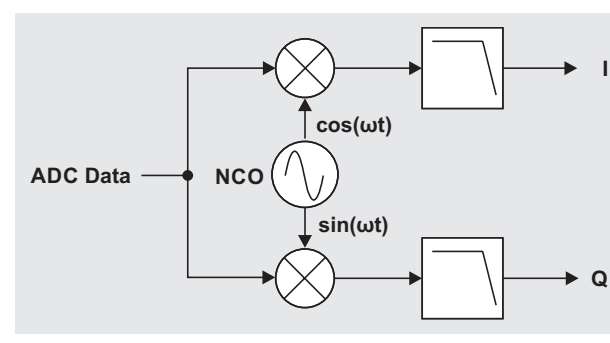 I
cos(ωt)
ADC Data
NCO
sin(ωt)
Q